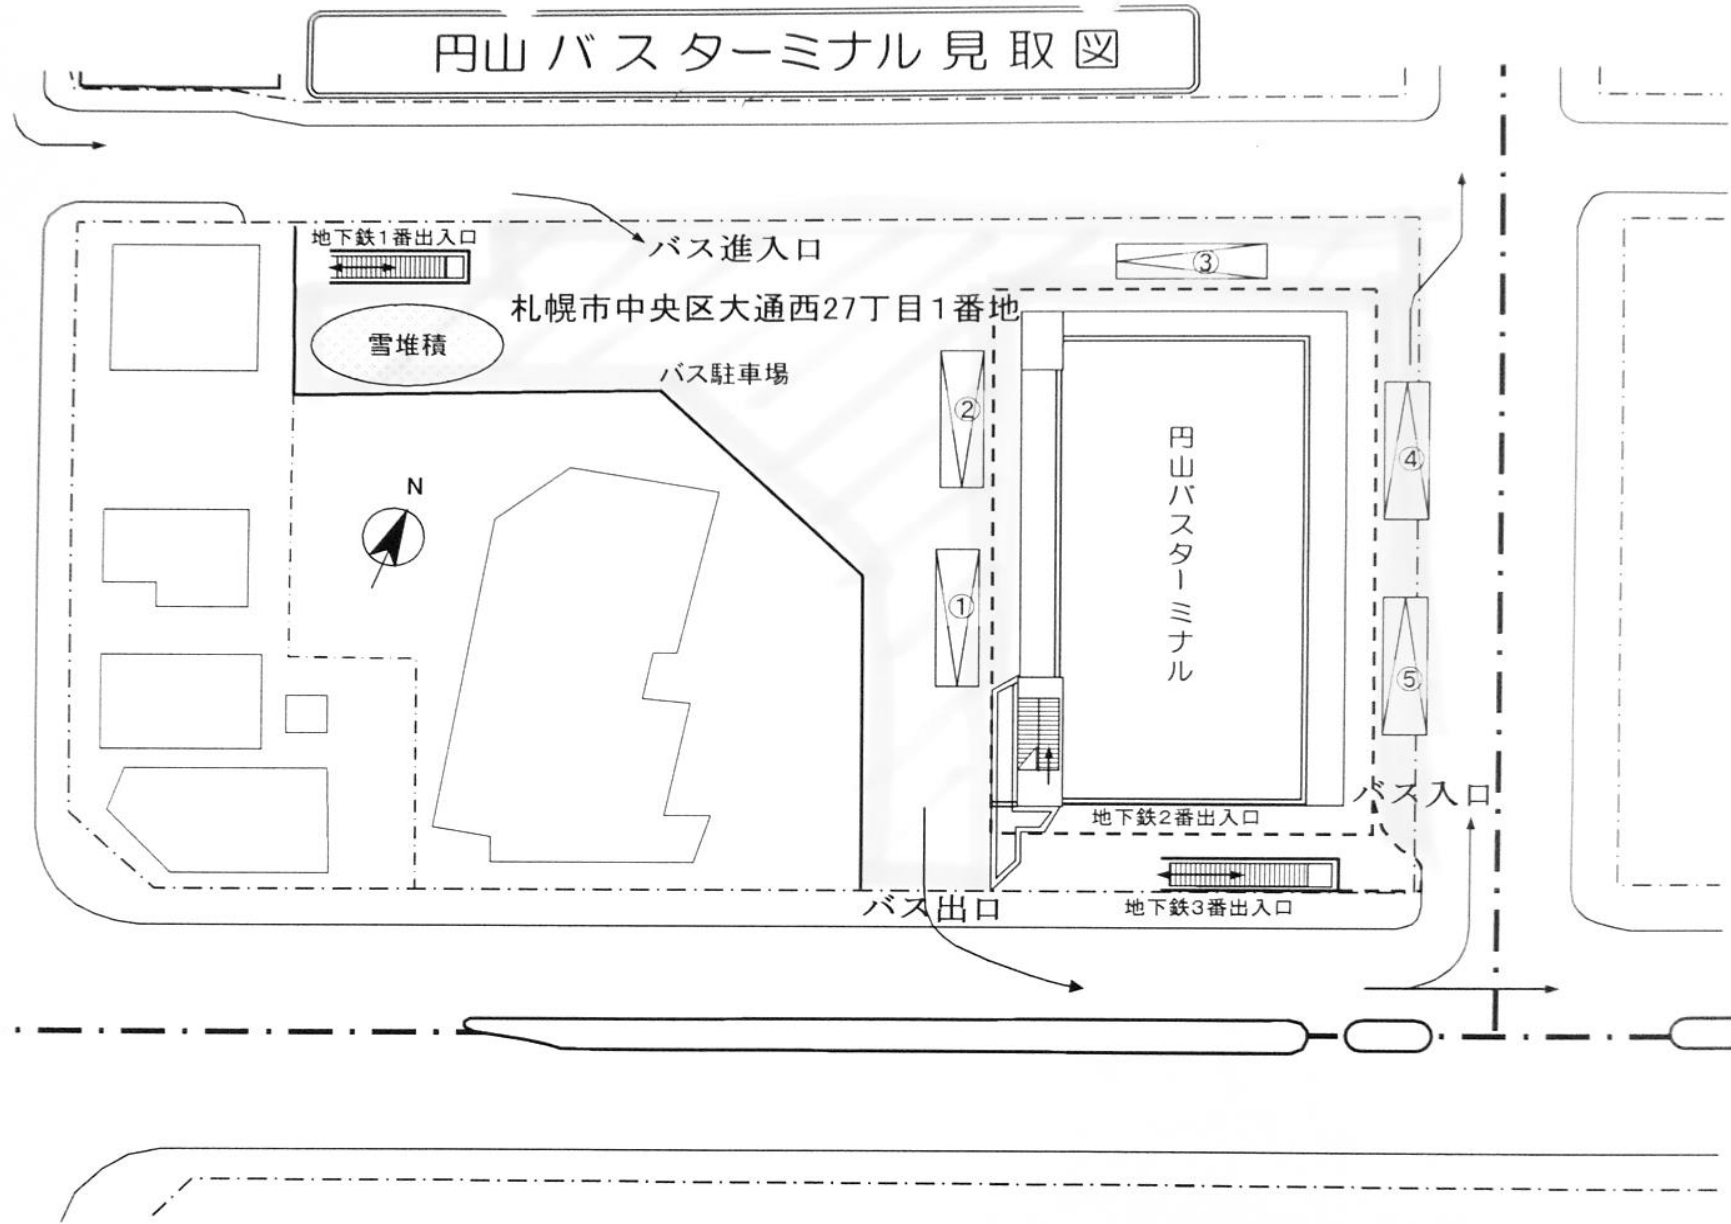 円山バスターミナル見取図
地下鉄1番出入口
バス進入口
③
札幌市中央区大通西27丁目1番地
雪堆積
バス駐車場
②
④
円山バスターミナル
N
①
⑤
バス入口
地下鉄2番出入口
バス出口
地下鉄3番出入口